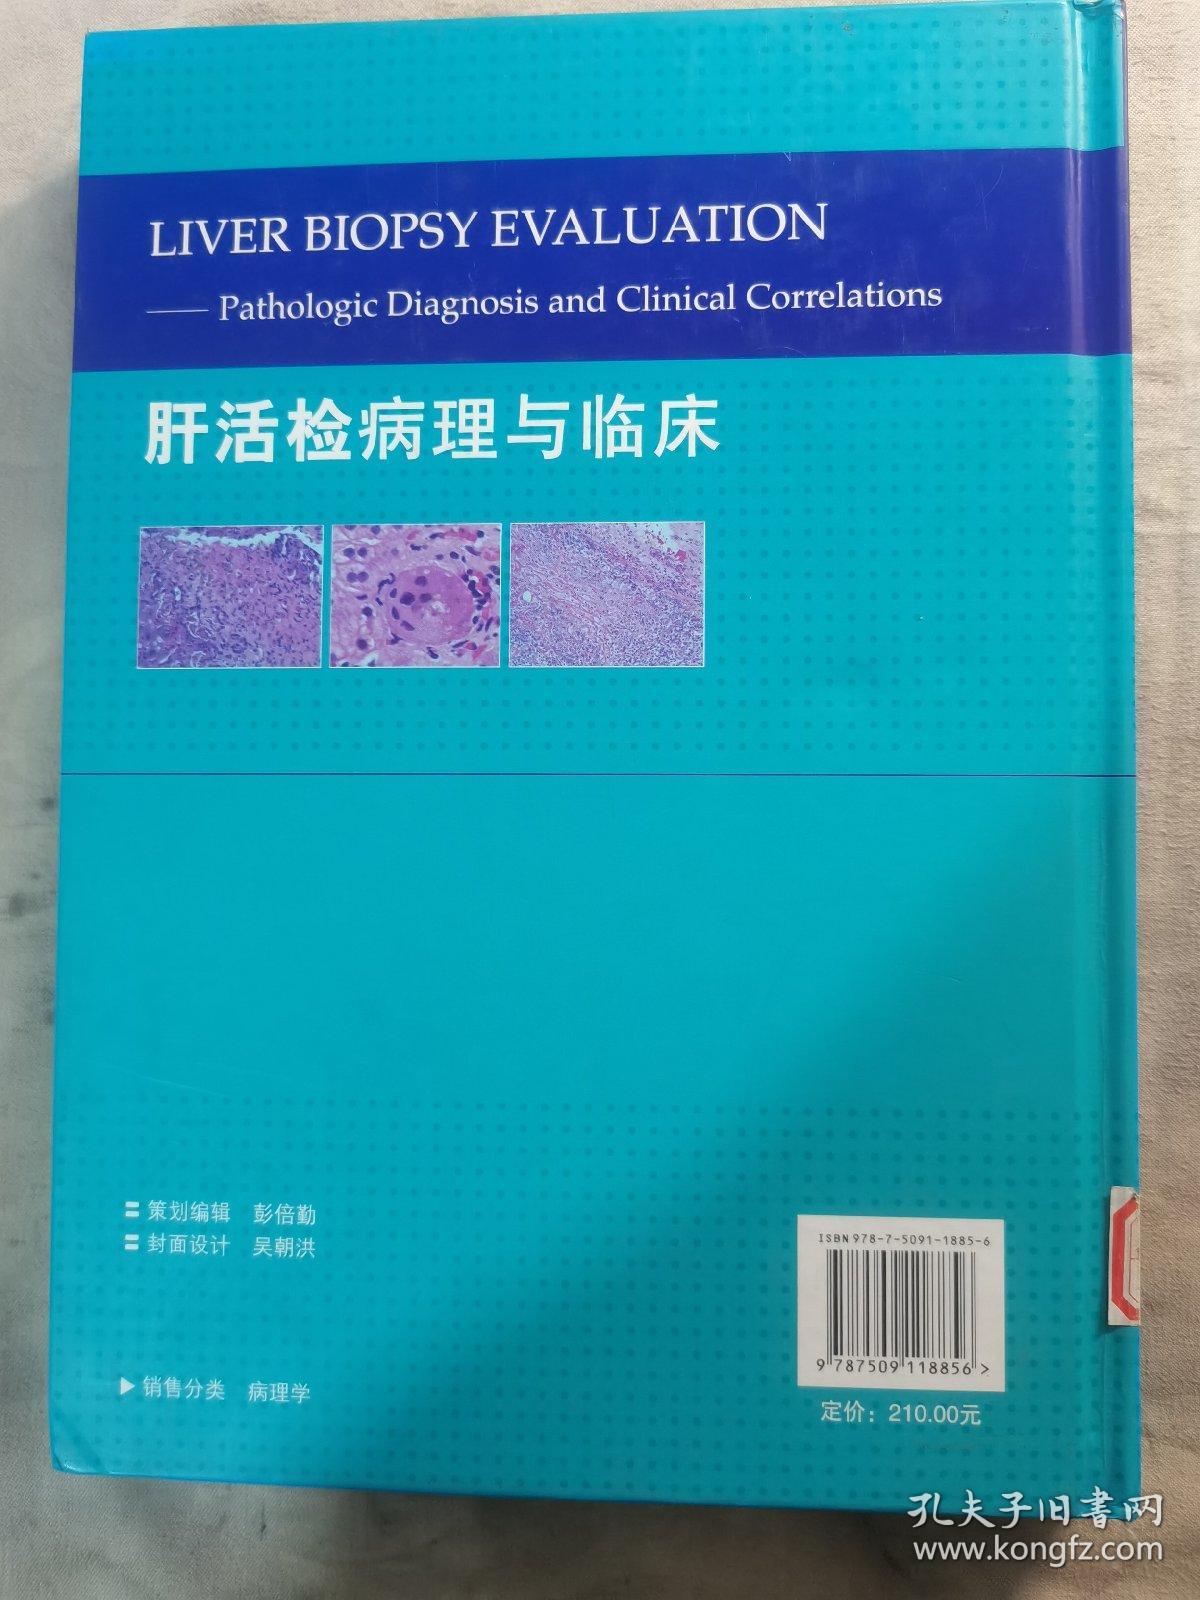 LIVER BIOPSY EVALUATION
—— Pathologic Diagnosis and Clinical Correlations
肝活检病理与临床
策划编辑 彭倍勤
封面设计 吴朝洪
ISBN 978-7-5091-1885-6
9 787509 118856 >
▶ 销售分类 病理学
定价：210.00元
孔夫子旧书网
www.kongfz.com